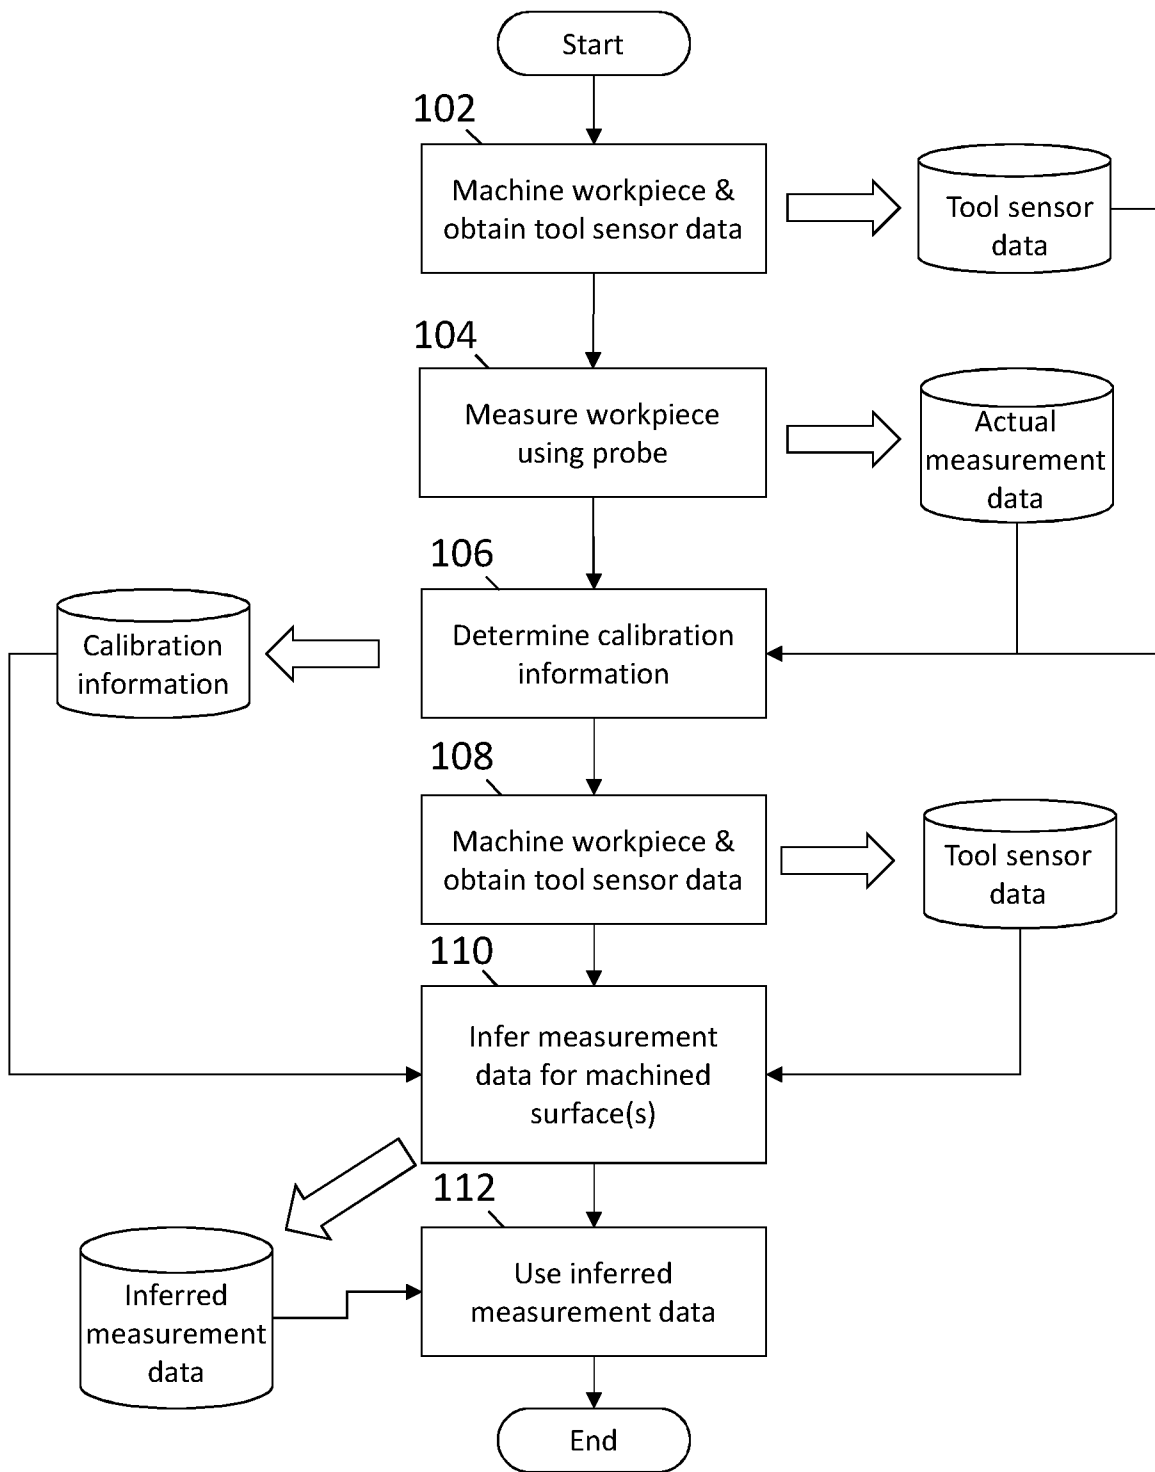 Start
102
Machine workpiece &
obtain tool sensor data
Tool sensor
data
104
Measure workpiece
using probe
Actual
measurement
data
106
Determine calibration
information
Calibration
information
108
Machine workpiece &
obtain tool sensor data
Tool sensor
data
110
Infer measurement
data for machined
surface(s)
112
Use inferred
measurement data
Inferred
measurement
data
End